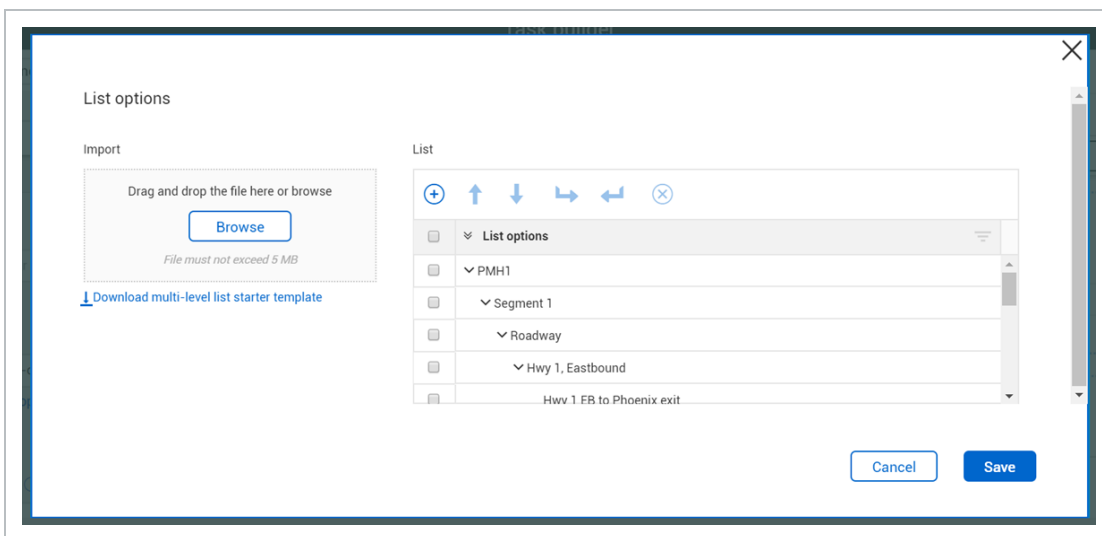 Task builder
List options
Import
Drag and drop the file here or browse
Browse
File must not exceed 5 MB
Download multi-level list starter template
List
List options
PMH1
Segment 1
Roadway
Hwy 1, Eastbound
Hwy 1 EB to Phoenix exit
Cancel
Save